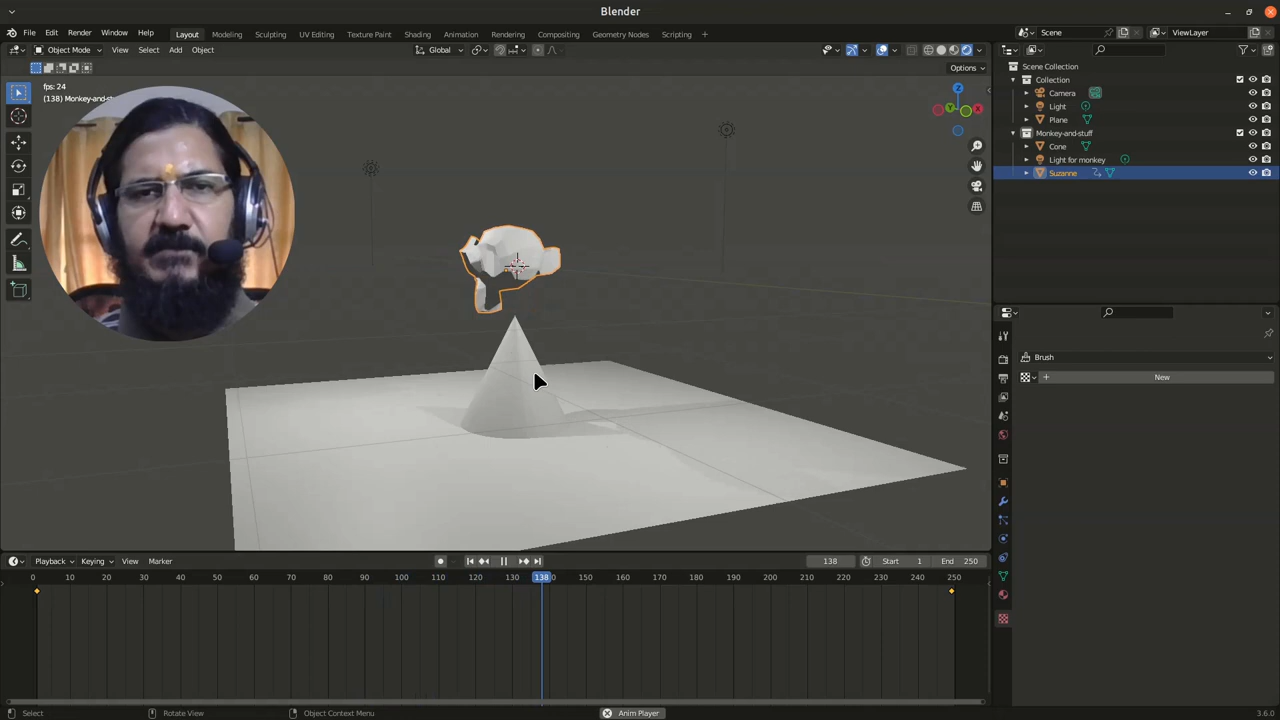 Blender
File Edit Render Window Help
Layout Modeling Sculpting UV Editing Texture Paint Shading Animation Rendering Compositing Geometry Nodes Scripting
Scene
ViewLayer
Object Mode View Select Add Object
Global
Options
fps: 24
(138) Monkey-and-st
Z
Y
X
Scene Collection
Collection
Camera
Light
Plane
Monkey-and-stuff
Cone
Light for monkey
Suzanne
Brush
New
Playback Keying View Marker
138
Start 1
End 250
0 10 20 30 40 50 60 70 80 90 100 110 120 130 138 150 160 170 180 190 200 210 220 230 240 250
Select
Rotate View
Object Context Menu
Anim Player
3.6.0